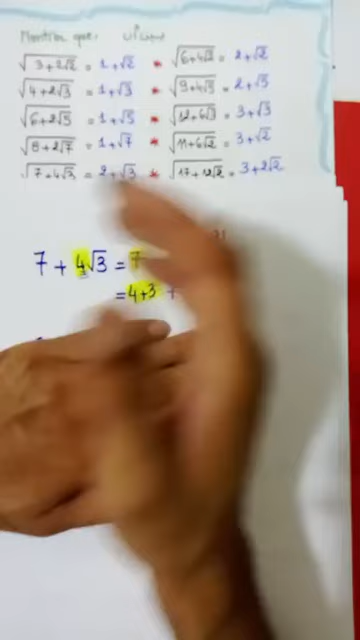 Montrer que:
√(3+2√2) = 1+√2 * √(6+4√2) = 2+√2
√(4+2√3) = 1+√3 * √(9+4√5) = 2+√5
√(6+2√5) = 1+√5 * √(12+6√3) = 3+√3
√(8+2√7) = 1+√7 * √(11+6√2) = 3+√2
√(7+4√3) = 2+√3 * √(17+12√2) = 3+2√2
7 + 4√3 = 7
= 4+3 +